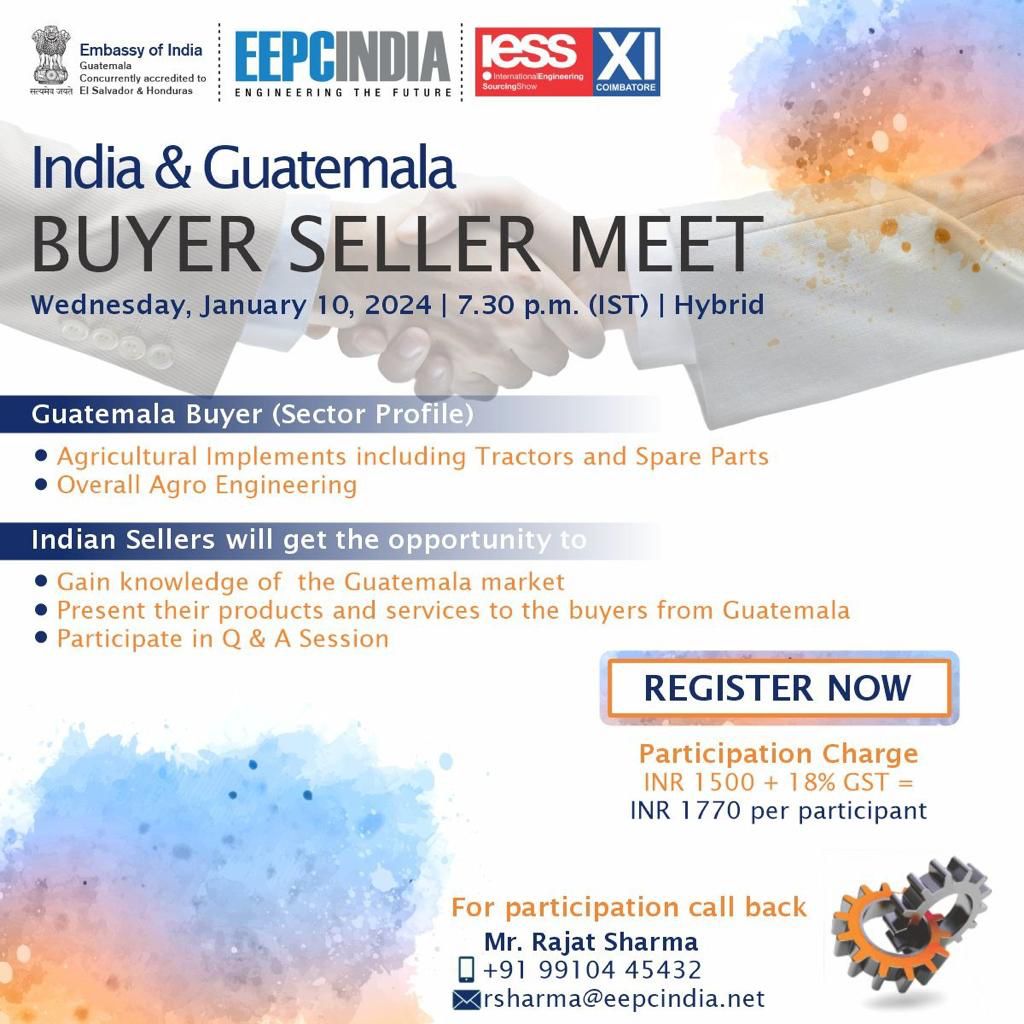 सत्यमेव जयते
Embassy of India
Guatemala
Concurrently accredited to
El Salvador & Honduras
EEPCINDIA
ENGINEERING THE FUTURE
iess
InternationalEngineering
SourcingShow
XI
COIMBATORE
India & Guatemala
BUYER SELLER MEET
Wednesday, January 10, 2024 | 7.30 p.m. (IST) | Hybrid
Guatemala Buyer (Sector Profile)
• Agricultural Implements including Tractors and Spare Parts
• Overall Agro Engineering
Indian Sellers will get the opportunity to
• Gain knowledge of the Guatemala market
• Present their products and services to the buyers from Guatemala
• Participate in Q & A Session
REGISTER NOW
Participation Charge
INR 1500 + 18% GST =
INR 1770 per participant
For participation call back
Mr. Rajat Sharma
+91 99104 45432
rsharma@eepcindia.net